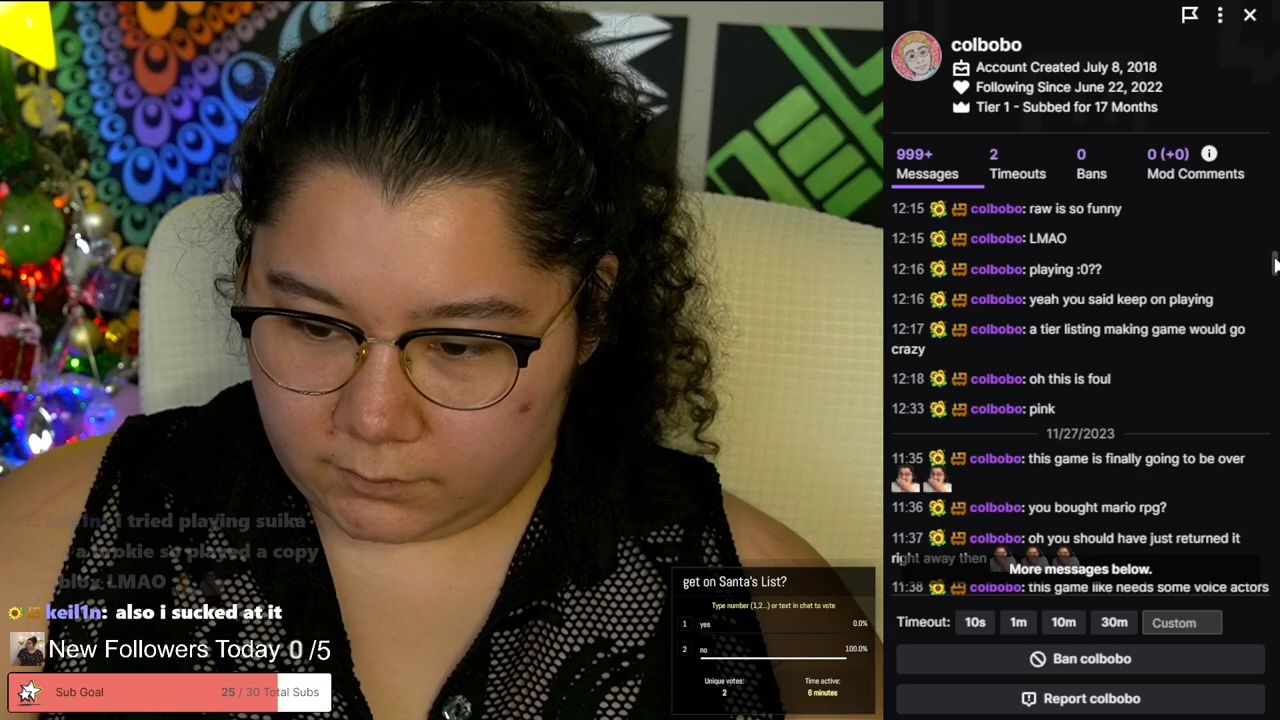 colbobo
Account Created July 8, 2018
Following Since June 22, 2022
Tier 1 - Subbed for 17 Months
999+ 2 0 0 (+0)
Messages Timeouts Bans Mod Comments
12:15 colbobo: raw is so funny
12:15 colbobo: LMAO
12:16 colbobo: playing :0??
12:16 colbobo: yeah you said keep on playing
12:17 colbobo: a tier listing making game would go
crazy
12:18 colbobo: oh this is foul
12:33 colbobo: pink
11/27/2023
11:35 colbobo: this game is finally going to be over
11:36 colbobo: you bought mario rpg?
11:37 colbobo: oh you should have just returned it
right away then
More messages below.
11:38 colbobo: this game like needs some voice actors
Timeout: 10s 1m 10m 30m Custom
Ban colbobo
Report colbobo
keil1n: i tried playing suika
a brokie so played a copy
LMAO
keil1n: also i sucked at it
New Followers Today 0 /5
Sub Goal 25 / 30 Total Subs
get on Santa's List?
Type number (1,2...) or text in chat to vote
1 yes 0.0%
2 no 100.0%
Unique votes: Time active:
2 6 minutes